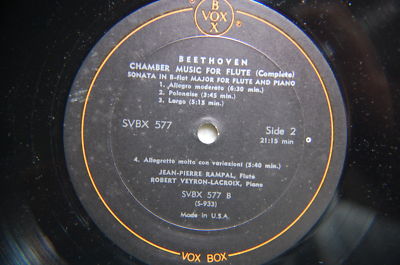 B
VOX
X
BEETHOVEN
CHAMBER MUSIC FOR FLUTE (Complete)
SONATA IN B-flat MAJOR FOR FLUTE AND PIANO
1. Allegro moderato (6:30 min.)
2. Polonaise (3:45 min.)
3. Largo (5:15 min.)
SVBX 577
Side 2
21:15 min
4. Allegretto molto con variazioni (5:40 min.)
JEAN-PIERRE RAMPAL, Flute
ROBERT VEYRON-LACROIX, Piano
SVBX 577 B
(S-933)
Made in U.S.A.
VOX BOX